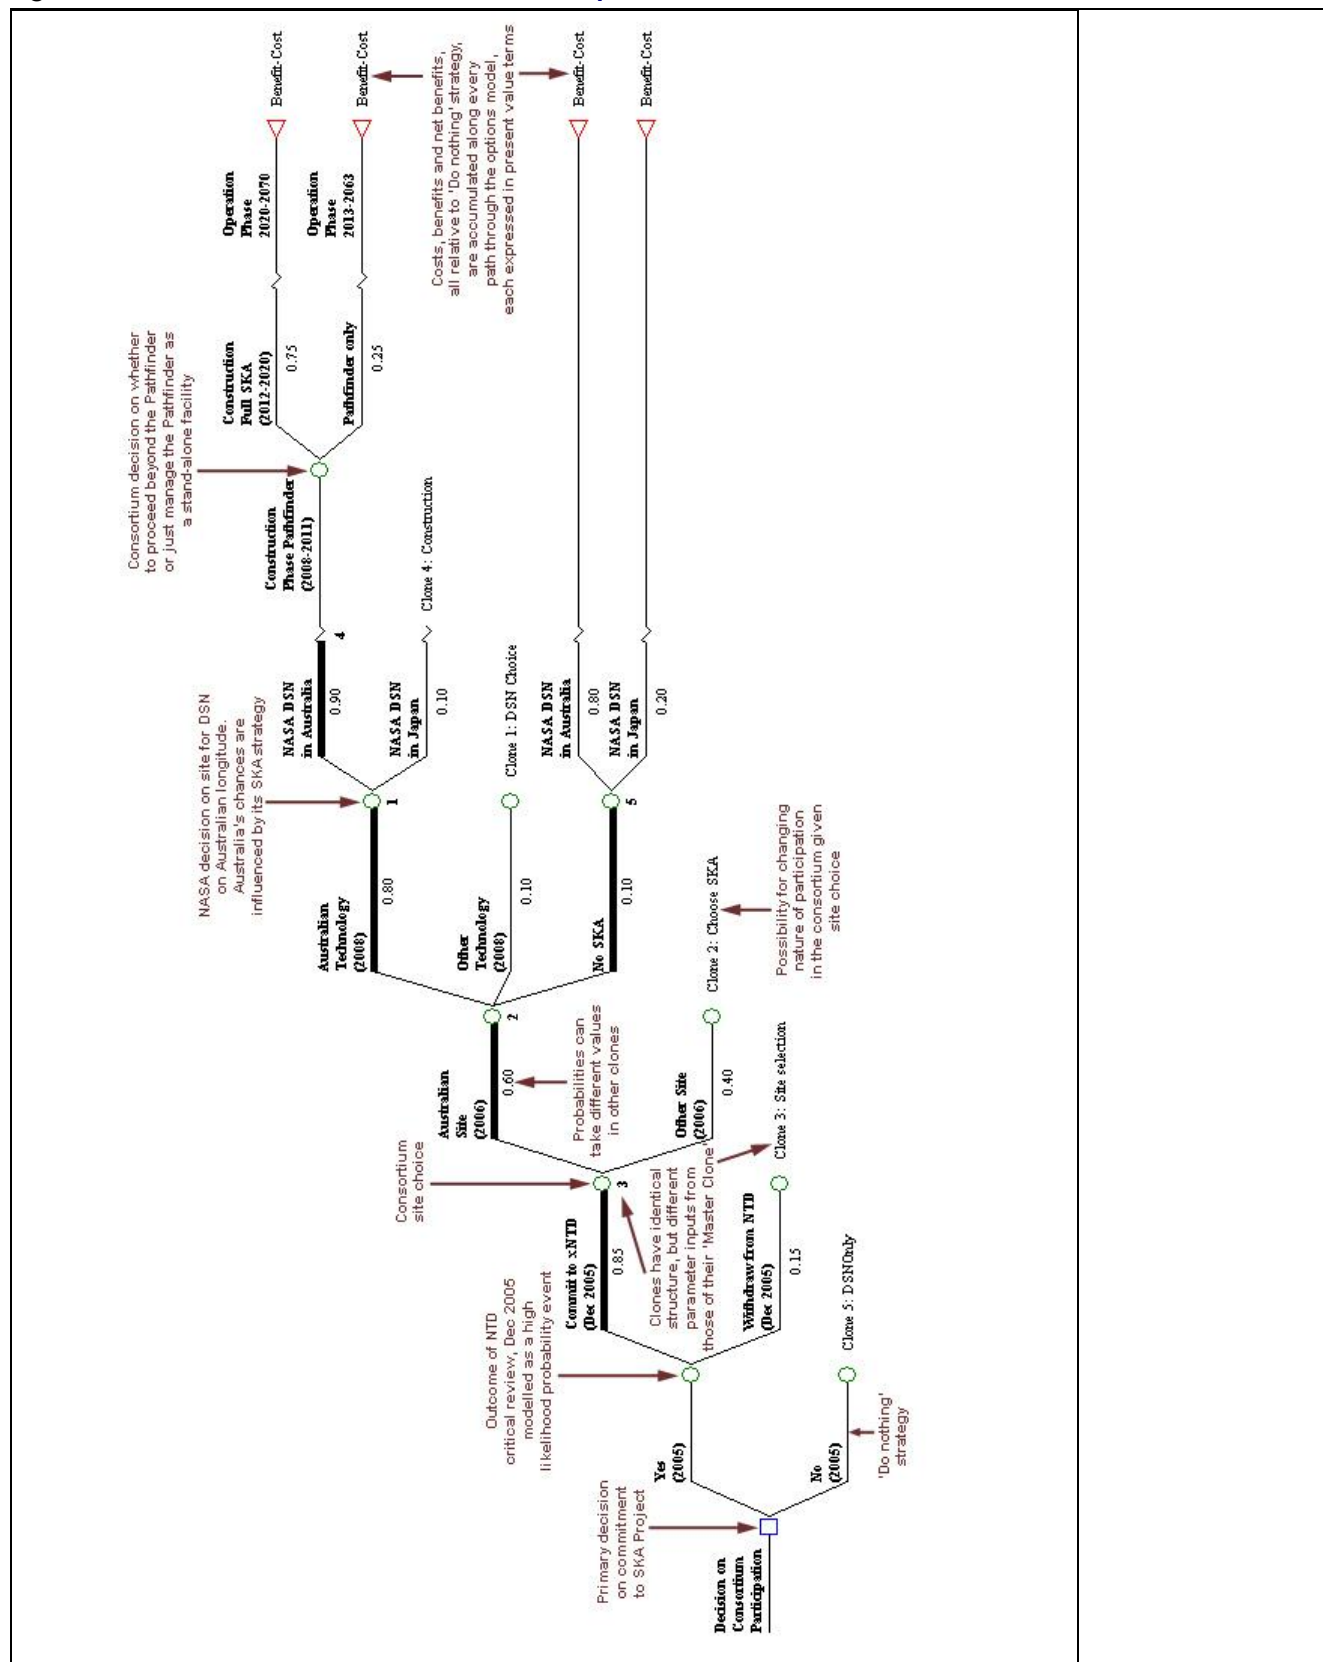 Decision on
Consortium
Participation
Primary decision
on commitment
to SKA Project
Yes
(2005)
No
(2005)
'Do nothing'
strategy
Outcome of NTD
critical review, Dec 2005
modelled as a high
likelihood probability event
Commit to xNTD
(Dec 2005)
0.85
Withdraw from NTD
(Dec 2005)
0.15
Clone 5: DSNOnly
Clones have identical
structure, but different
parameter inputs from
those of their 'Master Clone'
Consortium
site choice
3
Clone 3: Site selection
Australian
Site
(2006)
0.60
Probabilities can
take different values
in other clones
Other Site
(2006)
0.40
2
Clone 2: Choose SKA
Possibility for changing
nature of participation
in the consortium given
site choice
Australian
Technology
(2008)
0.80
Other
Technology
(2008)
0.10
No SKA
0.10
NASA decision on site for DSN
on Australian longitude.
Australia's chances are
influenced by its SKA strategy
1
Clone 1: DSN Choice
5
NASA DSN
in Australia
0.90
NASA DSN
in Japan
0.10
NASA DSN
in Australia
0.80
NASA DSN
in Japan
0.20
4
Clone 4: Construction
Construction
Phase Pathfinder
(2008-2011)
Consortium decision on whether
to proceed beyond the Pathfinder
or just manage the Pathfinder as
a stand-alone facility
Construction
Full SKA
(2012-2020)
0.75
Pathfinder only
0.25
Operation
Phase
2020-2070
Operation
Phase
2013-2063
Costs, benefits and net benefits,
all relative to 'Do nothing' strategy,
are accumulated along every
path through the options model,
each expressed in present value terms
Benefit-Cost
Benefit-Cost
Benefit-Cost
Benefit-Cost